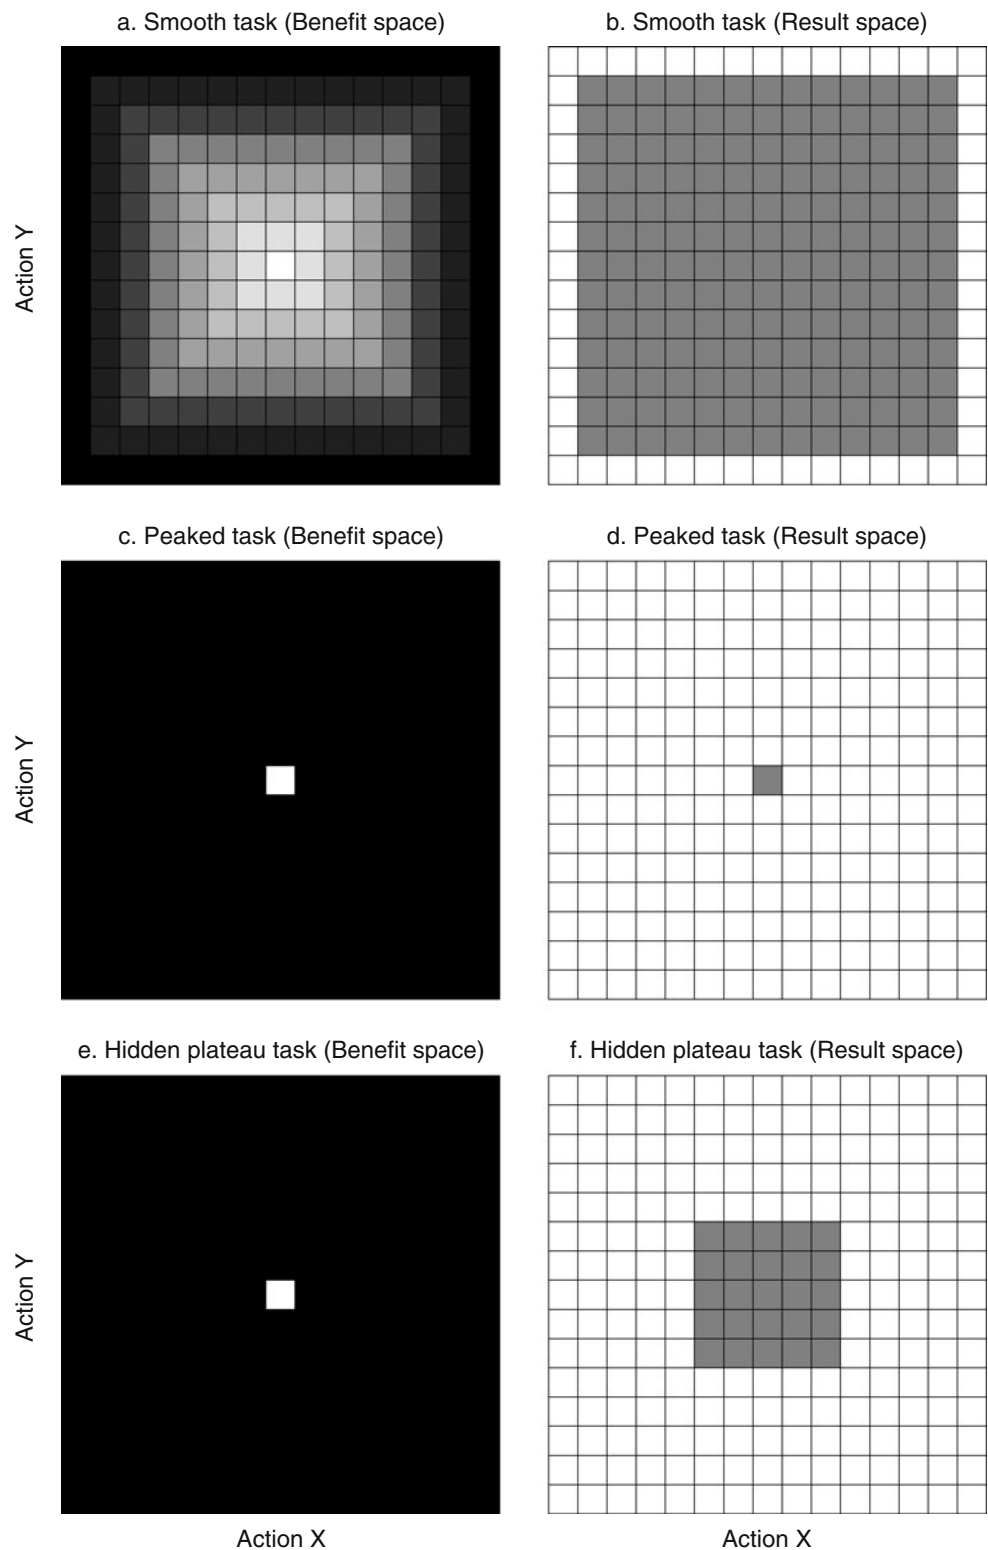 a. Smooth task (Benefit space)
b. Smooth task (Result space)
Action Y
c. Peaked task (Benefit space)
d. Peaked task (Result space)
Action Y
e. Hidden plateau task (Benefit space)
f. Hidden plateau task (Result space)
Action Y
Action X
Action X